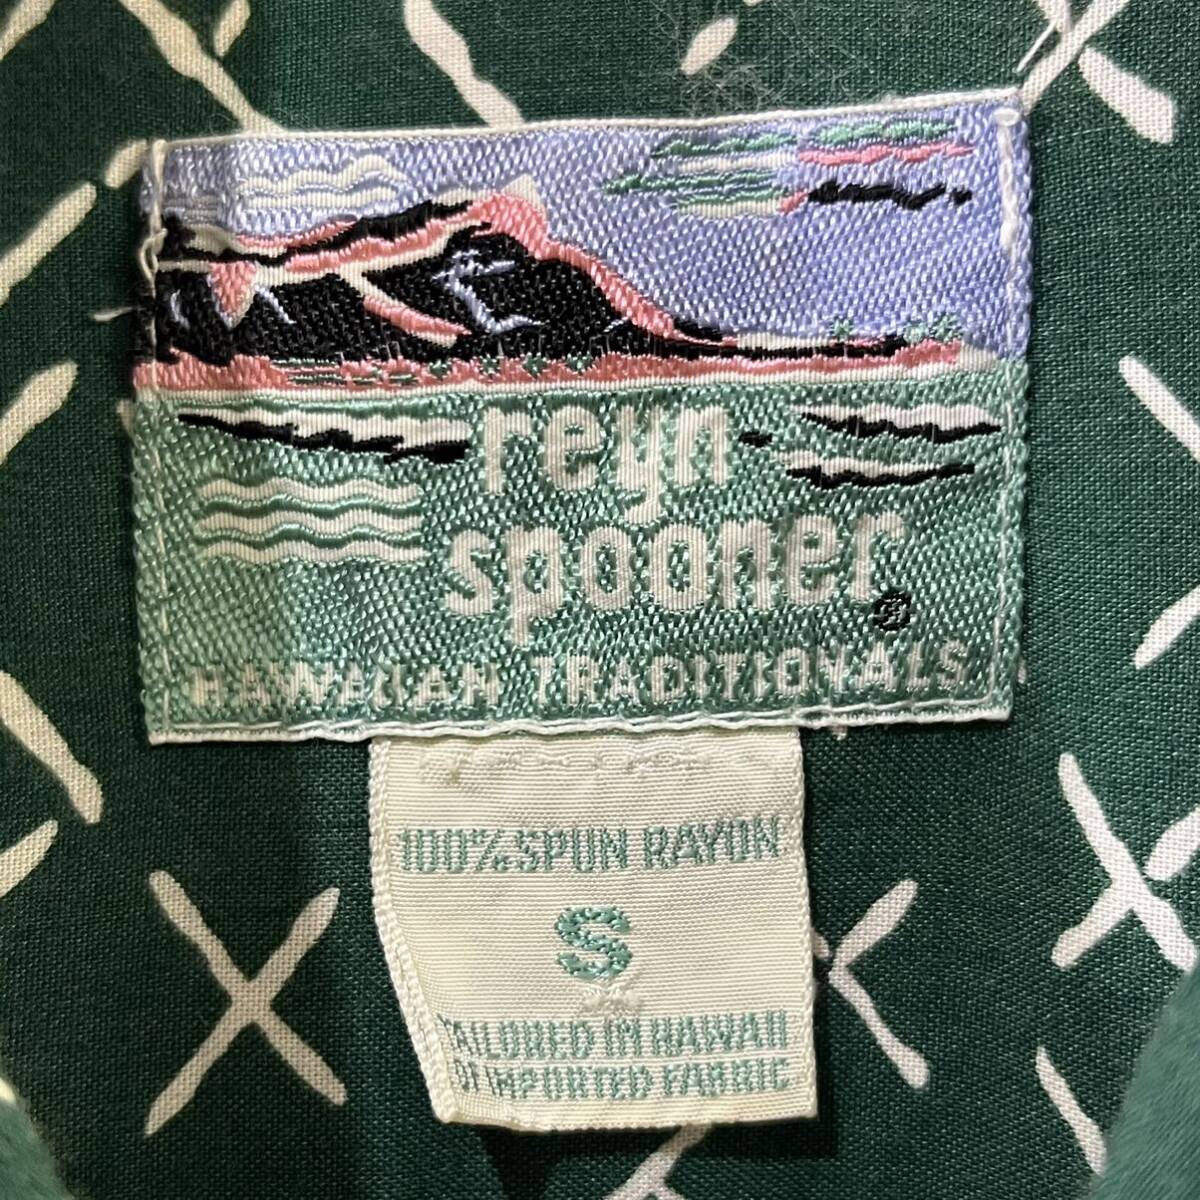 reyn
spooner®
HAWAIIAN TRADITIONALS
100% SPUN RAYON
S
TAILORED IN HAWAII
OF IMPORTED FABRIC